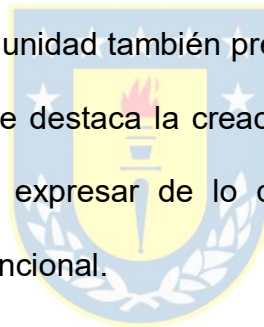 unidad también pr
e destaca la creac
expresar de lo c
ncional.